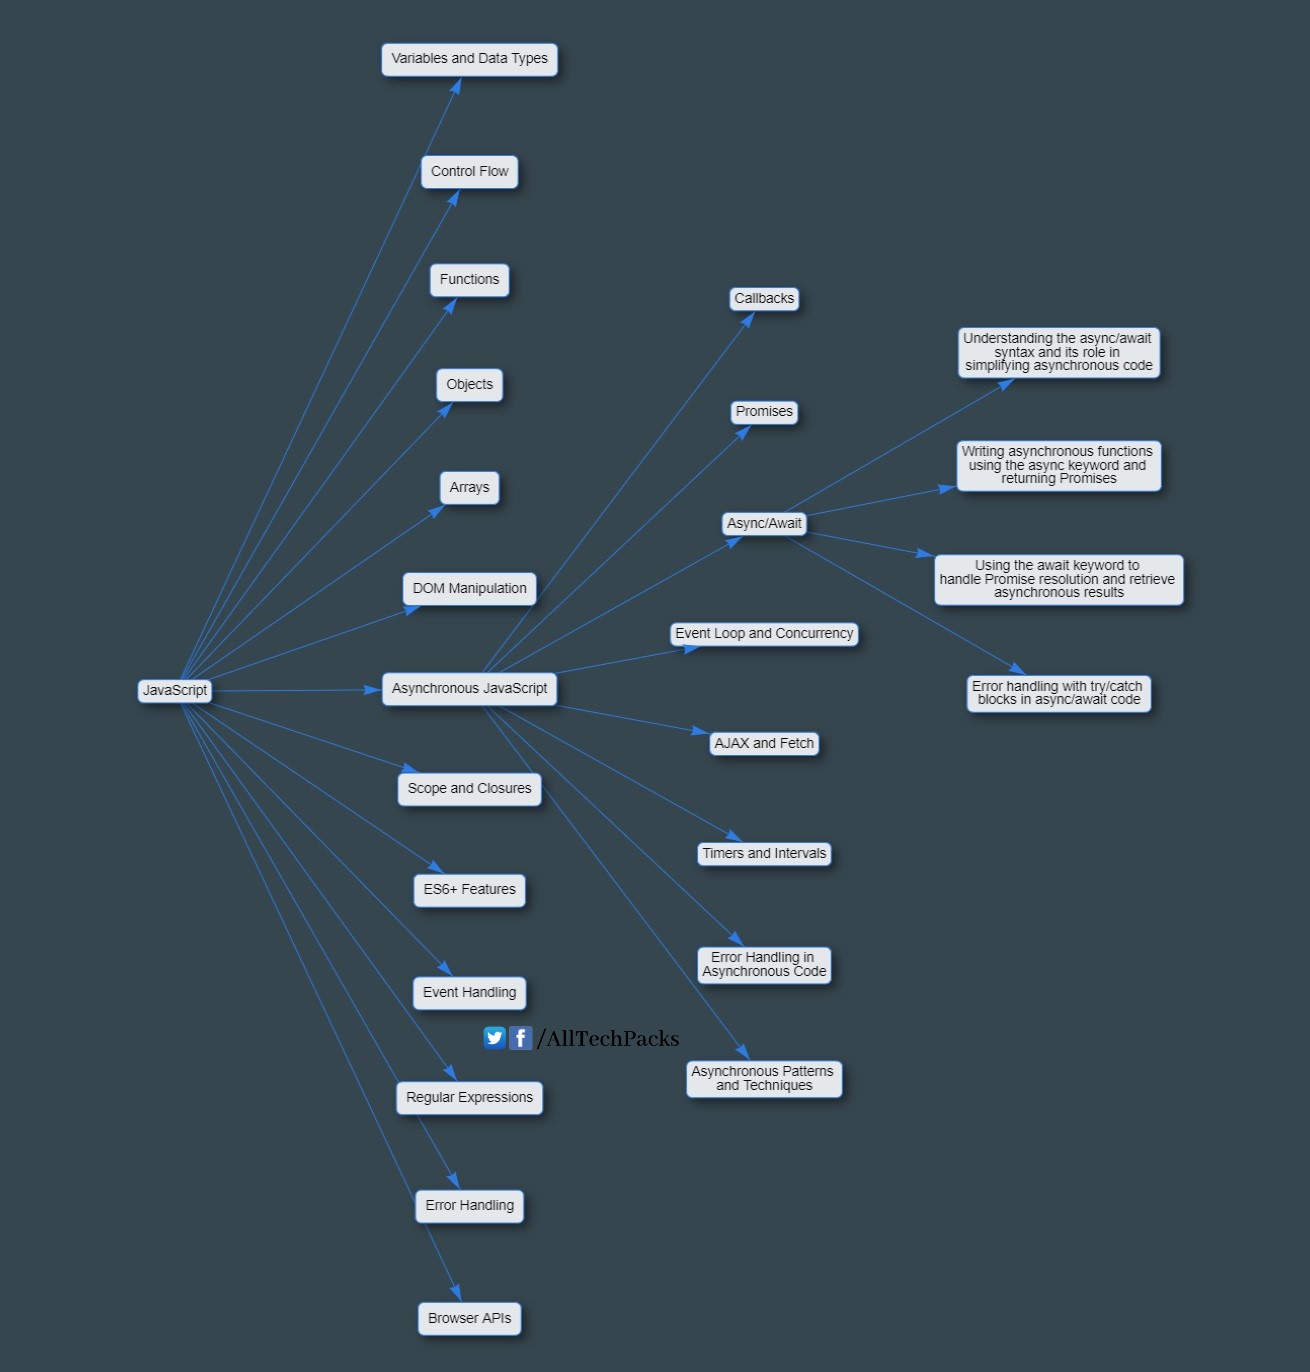 Variables and Data Types
Control Flow
Functions
Objects
Arrays
DOM Manipulation
JavaScript
Asynchronous JavaScript
Scope and Closures
ES6+ Features
Event Handling
Regular Expressions
Error Handling
Browser APIs
Callbacks
Promises
Async/Await
Event Loop and Concurrency
AJAX and Fetch
Timers and Intervals
Error Handling in
Asynchronous Code
Asynchronous Patterns
and Techniques
Understanding the async/await
syntax and its role in
simplifying asynchronous code
Writing asynchronous functions
using the async keyword and
returning Promises
Using the await keyword to
handle Promise resolution and retrieve
asynchronous results
Error handling with try/catch
blocks in async/await code
/AllTechPacks